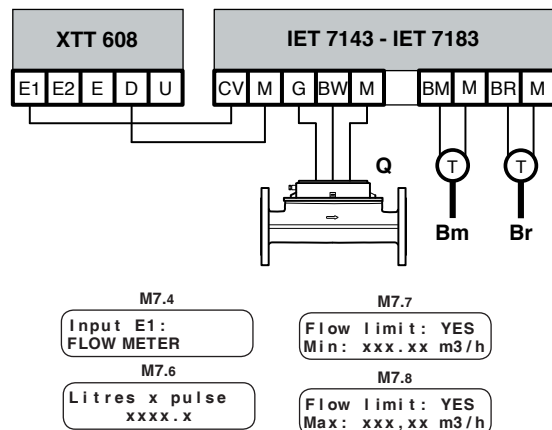 XTT 608
IET 7143 - IET 7183
E1 E2 E D U
CV M G BW M
BM M BR M
Q
T T
Bm Br
M7.4
Input E1:
FLOW METER
M7.7
Flow limit: YES
Min: xxx.xx m3/h
M7.6
Litres x pulse
xxxx.x
M7.8
Flow limit: YES
Max: xxx,xx m3/h